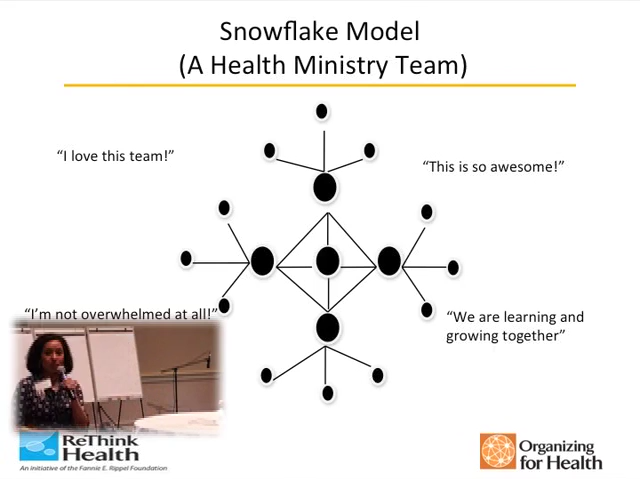 Snowflake Model
(A Health Ministry Team)
“I love this team!”
“This is so awesome!”
“I’m not overwhelmed at all!”
“We are learning and
growing together”
ReThink
Health
An initiative of the Fannie E. Rippel Foundation
Organizing
for Health